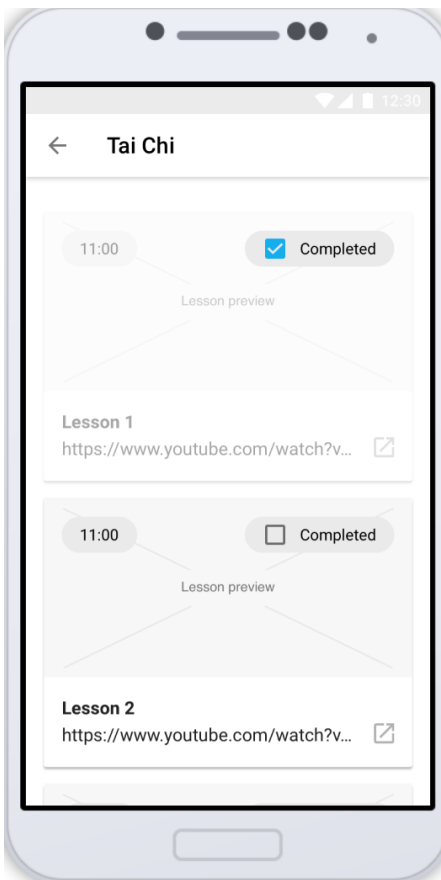 12:30
Tai Chi
11:00
Completed
Lesson preview
Lesson 1
https://www.youtube.com/watch?v...
11:00
Completed
Lesson preview
Lesson 2
https://www.youtube.com/watch?v...